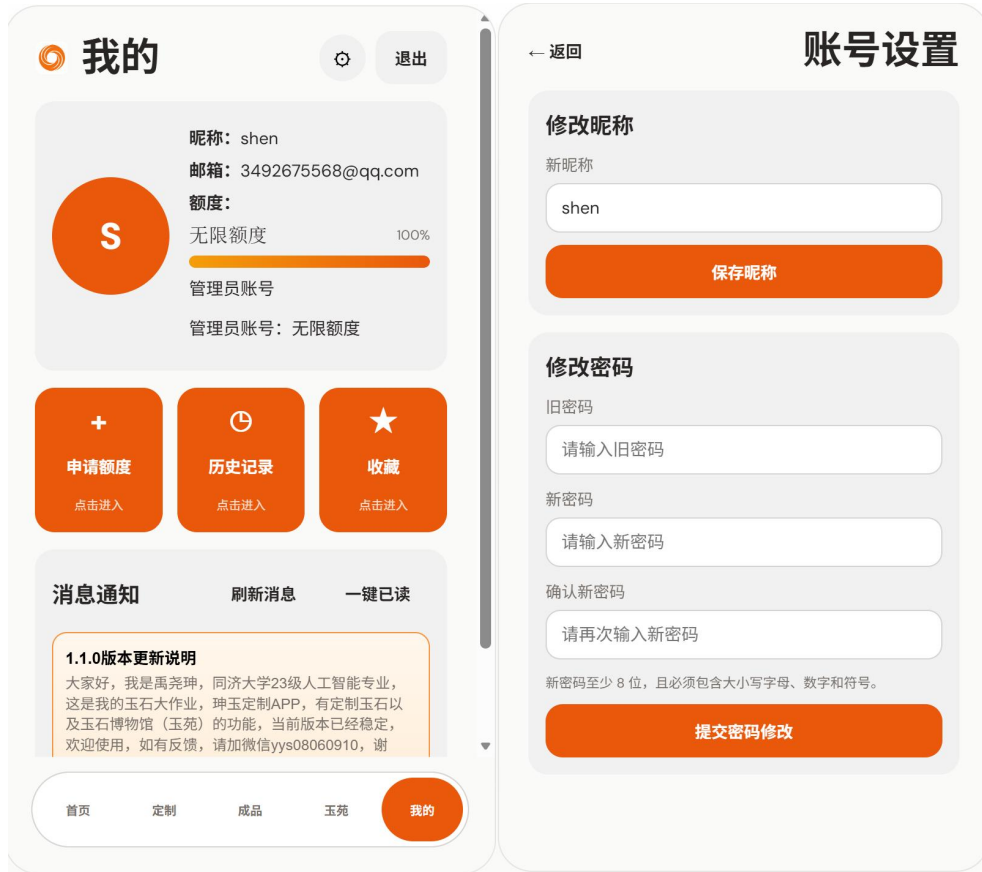 我的
退出
昵称：shen
邮箱：3492675568@qq.com
额度：
无限额度 100%
管理员账号
管理员账号：无限额度
+
申请额度
点击进入
历史记录
点击进入
收藏
点击进入
消息通知 刷新消息 一键已读
1.1.0版本更新说明
大家好，我是禹尧珅，同济大学23级人工智能专业，
这是我的玉石大作业，珅玉定制APP，有定制玉石以
及玉石博物馆（玉苑）的功能，当前版本已经稳定，
欢迎使用，如有反馈，请加微信yys08060910，谢
首页 定制 成品 玉苑 我的
←返回
账号设置
修改昵称
新昵称
shen
保存昵称
修改密码
旧密码
请输入旧密码
新密码
请输入新密码
确认新密码
请再次输入新密码
新密码至少 8 位，且必须包含大小写字母、数字和符号。
提交密码修改
S